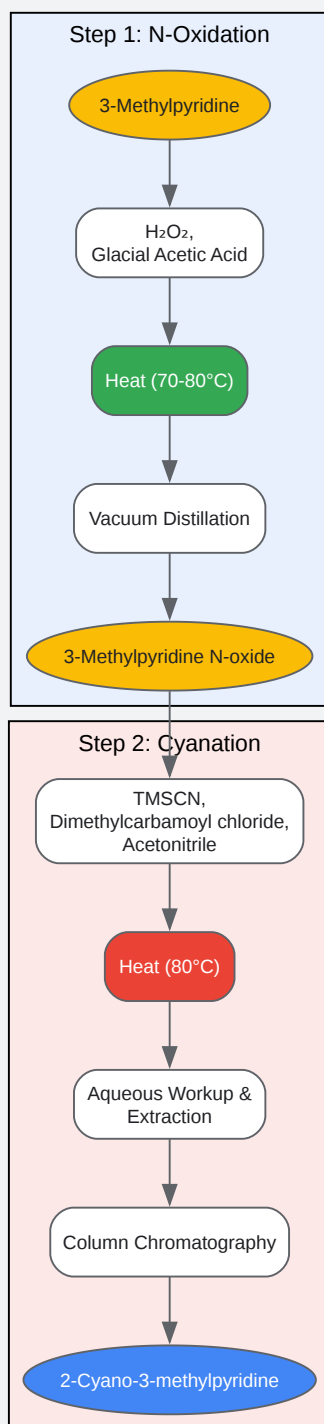 Step 1: N-Oxidation
3-Methylpyridine
H₂O₂,
Glacial Acetic Acid
Heat (70-80°C)
Vacuum Distillation
3-Methylpyridine N-oxide
Step 2: Cyanation
TMSCN,
Dimethylcarbamoyl chloride,
Acetonitrile
Heat (80°C)
Aqueous Workup &
Extraction
Column Chromatography
2-Cyano-3-methylpyridine